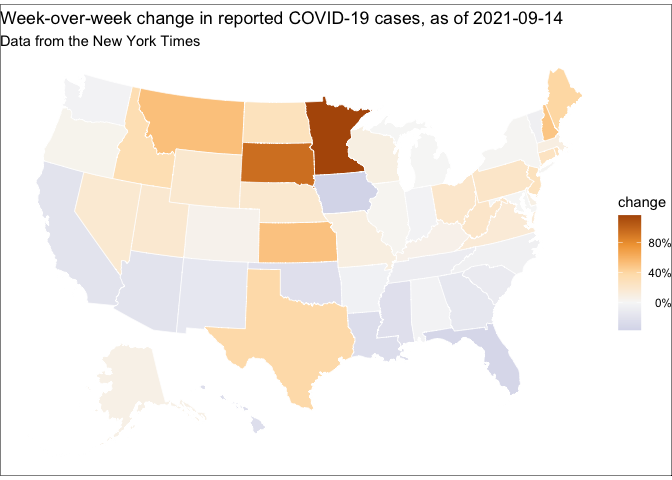 Week-over-week change in reported COVID-19 cases, as of 2021-09-14
Data from the New York Times
change
80%
40%
0%